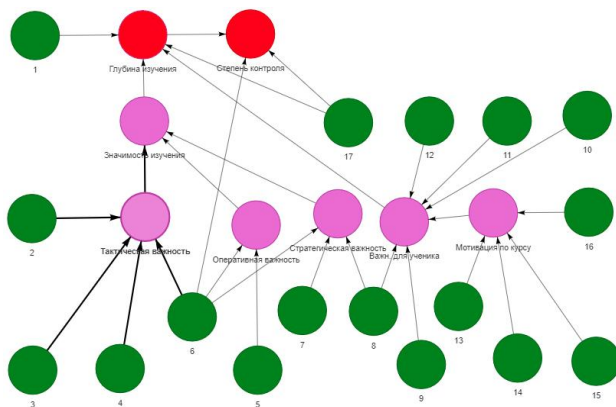 1
Глубина изучения
Степень контроля
Значимость изучения
17
12
11
10
2
Тактическая важность
Оперативная важность
Стратегическая важность
Важн. для ученика
Мотивация по курсу
16
6
7
8
13
3
4
5
9
14
15